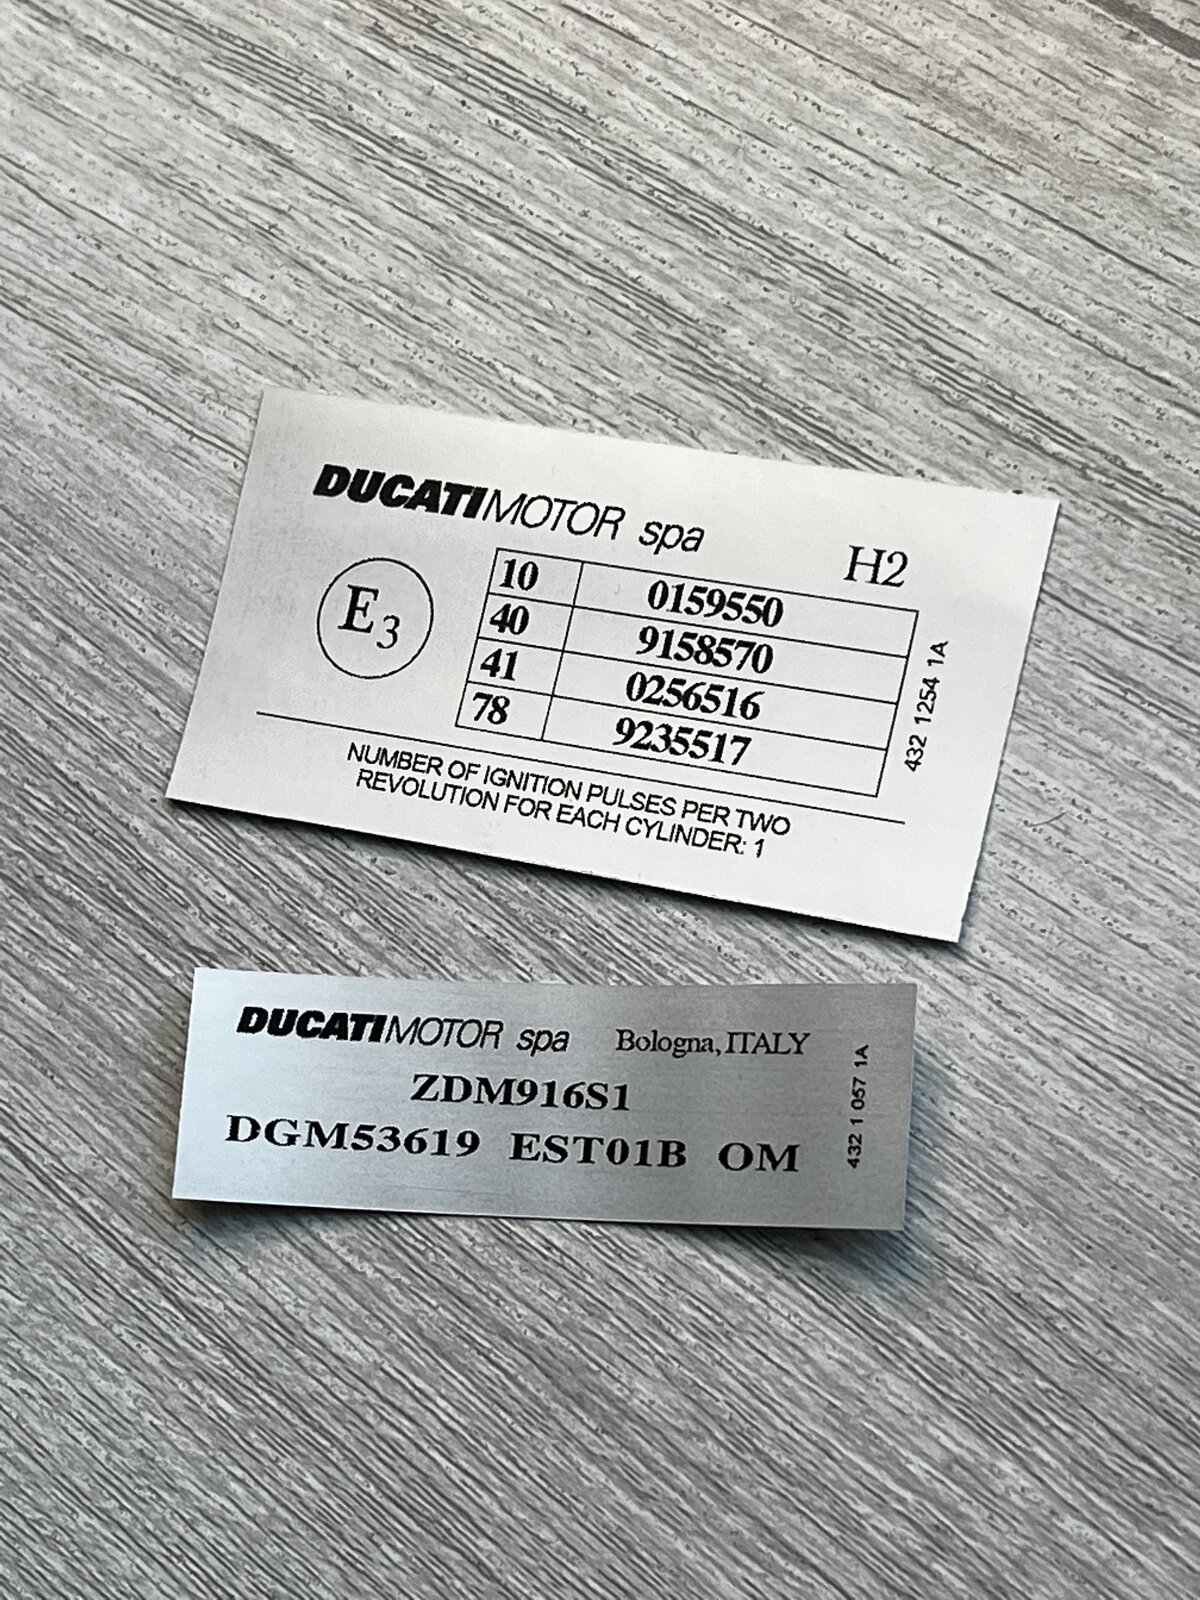 DUCATIMOTOR spa
H2
E3
10 0159550
40 9158570
41 0256516
78 9235517
432 1254 1A
NUMBER OF IGNITION PULSES PER TWO
REVOLUTION FOR EACH CYLINDER: 1
DUCATIMOTOR spa Bologna, ITALY
ZDM916S1
DGM53619 EST01B OM
432 1 057 1A